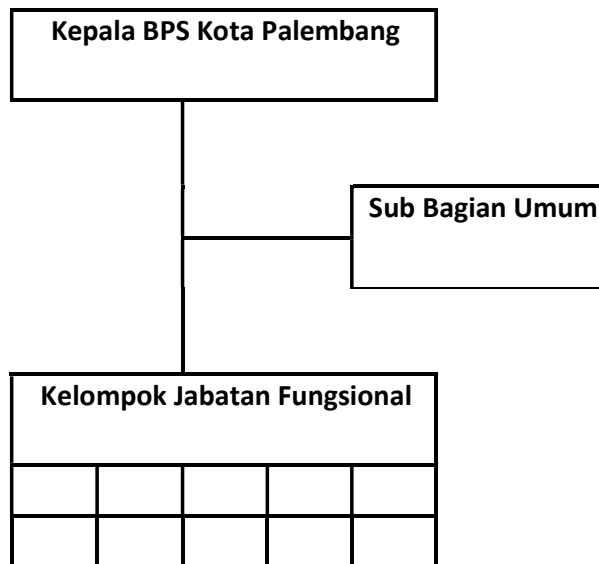 Kepala BPS Kota Palembang
Sub Bagian Umum
Kelompok Jabatan Fungsional